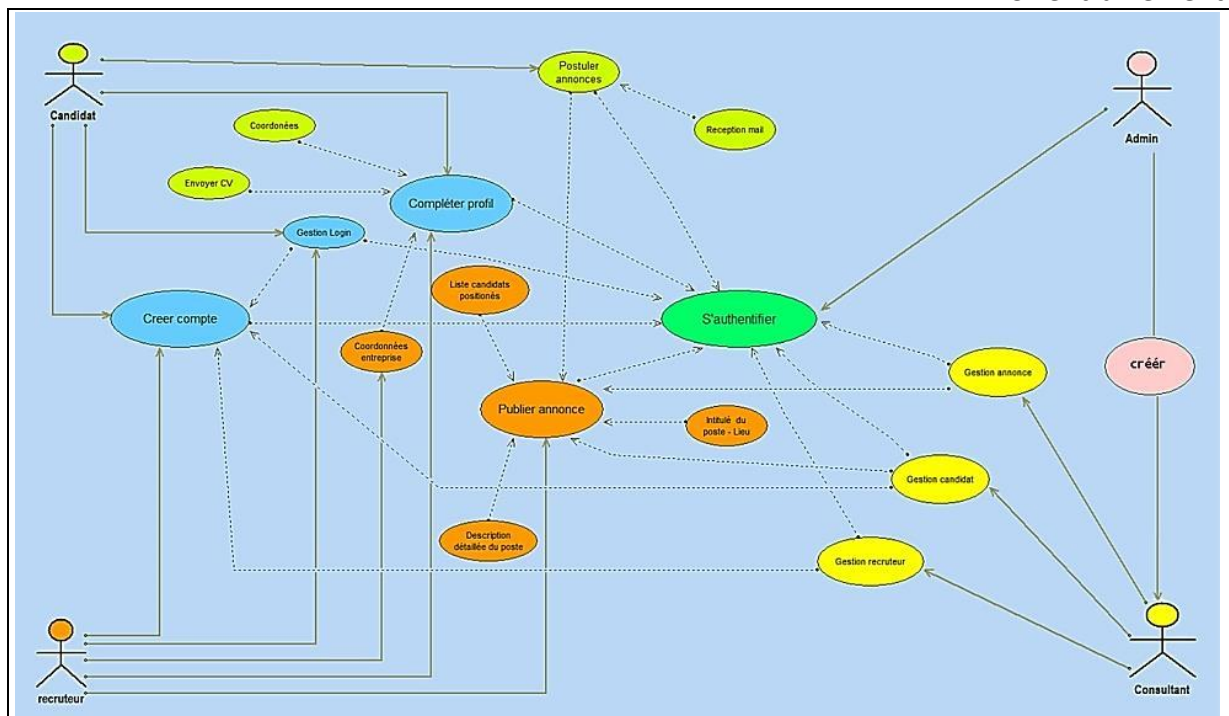 Postuler
annonces
Candidat
Coordonées
Reception mail
Admin
Envoyer CV
Compléter profil
Gestion Login
Liste candidats
positionés
Creer compte
S'authentifier
Coordonnées
entreprise
Gestion annonce
créér
Publier annonce
Intitulé du
poste - Lieu
Gestion candidat
Description
détaillée du poste
Gestion recruteur
recruteur
Consultant